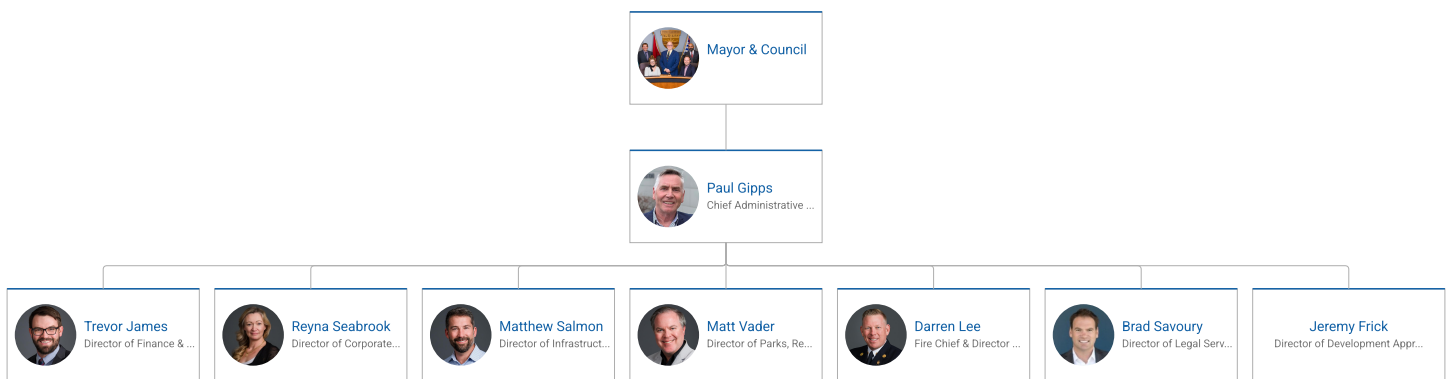 Mayor & Council
Paul Gipps
Chief Administrative ...
Trevor James
Director of Finance & ...
Reyna Seabrook
Director of Corporate...
Matthew Salmon
Director of Infrastruct...
Matt Vader
Director of Parks, Re...
Darren Lee
Fire Chief & Director ...
Brad Savoury
Director of Legal Serv...
Jeremy Frick
Director of Development Appr...